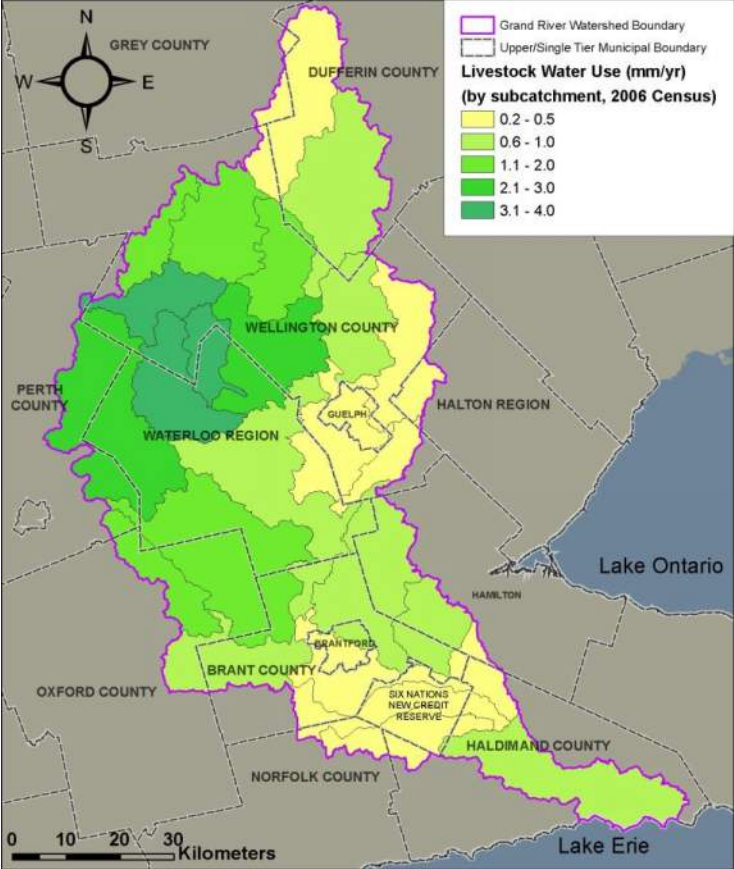 N
W
E
S
GREY COUNTY
DUFFERIN COUNTY
Grand River Watershed Boundary
Upper/Single Tier Municipal Boundary
Livestock Water Use (mm/yr)
(by subcatchment, 2006 Census)
0.2 - 0.5
0.6 - 1.0
1.1 - 2.0
2.1 - 3.0
3.1 - 4.0
WELLINGTON COUNTY
PERTH
COUNTY
GUELPH
HALTON REGION
WATERLOO REGION
Lake Ontario
HAMILTON
BRANTFORD
BRANT COUNTY
OXFORD COUNTY
SIX NATIONS
NEW CREDIT
RESERVE
HALDIMAND COUNTY
NORFOLK COUNTY
Lake Erie
0 10 20 30
Kilometers